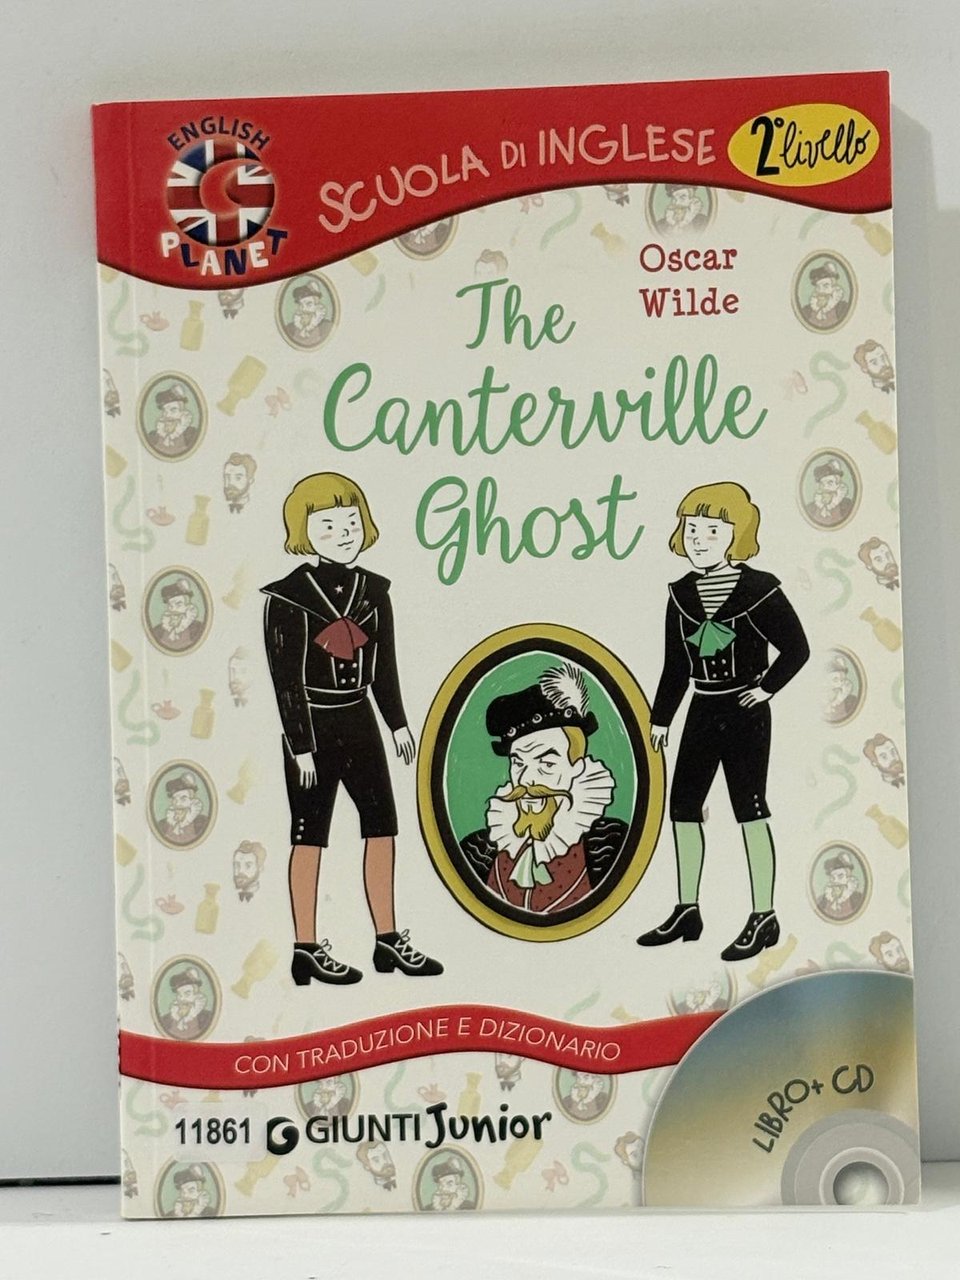 ENGLISH
PLANET
SCUOLA DI INGLESE
2° livello
Oscar
Wilde
The
Canterville
Ghost
CON TRADUZIONE E DIZIONARIO
LIBRO + CD
11861 GIUNTI Junior